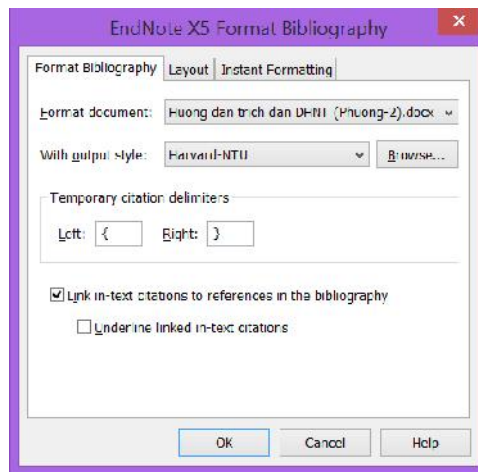 EndNote X5 Format Bibliography
Format Bibliography Layout Instant Formatting
Format document: Huong dan trich dan DHNT (Phuong-2).docx
With output style: Harvard-NTU Browse...
Temporary citation delimiters
Left: { Right: }
Link in-text citations to references in the bibliography
Underline linked in-text citations
OK Cancel Help